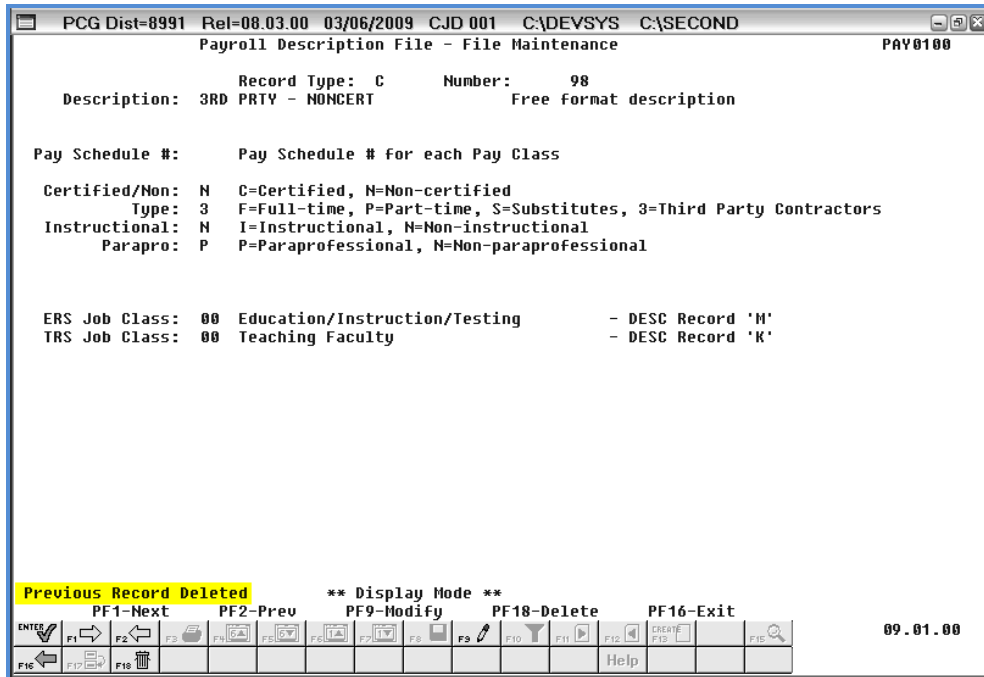 PCG Dist=8991 Rel=08.03.00 03/06/2009 CJD 001 C:\DEVSYS C:\SECOND
Payroll Description File - File Maintenance PAY0100
Record Type: C Number: 98
Description: 3RD PRTY - NONCERT Free format description
Pay Schedule #: Pay Schedule # for each Pay Class
Certified/Non: N C=Certified, N=Non-certified
Type: 3 F=Full-time, P=Part-time, S=Substitutes, 3=Third Party Contractors
Instructional: N I=Instructional, N=Non-instructional
Parapro: P P=Paraprofessional, N=Non-paraprofessional
ERS Job Class: 00 Education/Instruction/Testing - DESC Record 'M'
TRS Job Class: 00 Teaching Faculty - DESC Record 'K'
Previous Record Deleted ** Display Mode **
PF1-Next PF2-Prev PF9-Modify PF18-Delete PF16-Exit
ENTER F1 F2 F3 F4 6▲ F5 6▼ F6 1▲ F7 1▼ F8 F9 F10 F11 F12 CREATE F13 F15 09.01.00
F16 F17 F18 Help